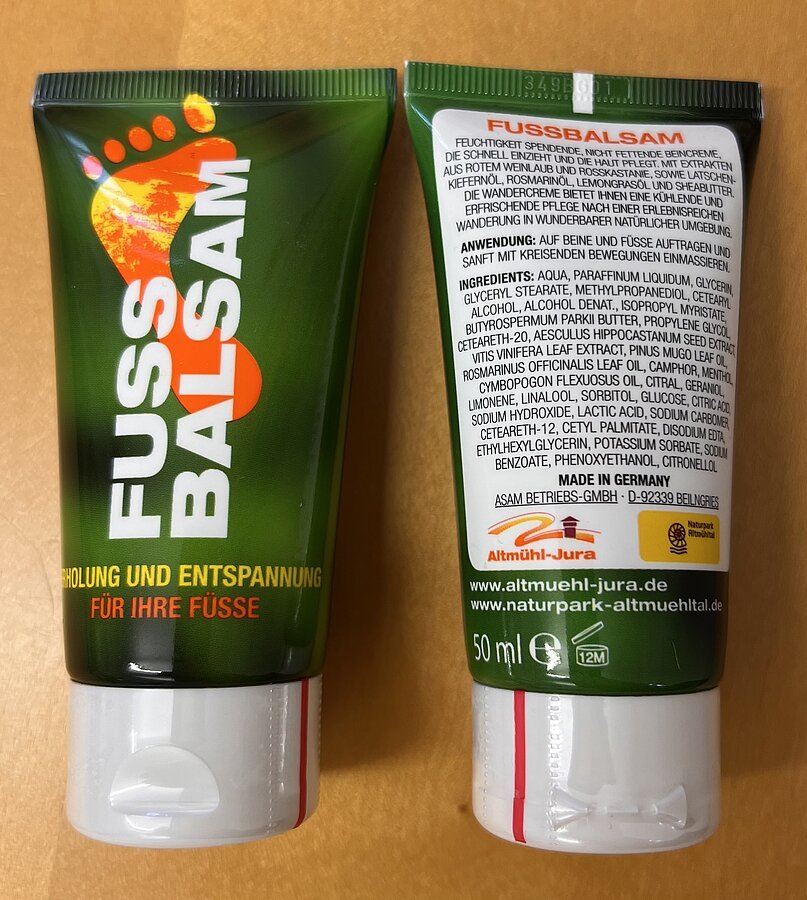 FUSS
BALSAM
ERHOLUNG UND ENTSPANNUNG
FÜR IHRE FÜSSE
349BG01
FUSSBALSAM
FEUCHTIGKEIT SPENDENDE, NICHT FETTENDE BEINCREME,
DIE SCHNELL EINZIEHT UND DIE HAUT PFLEGT. MIT EXTRAKTEN
AUS ROTEM WEINLAUB UND ROSSKASTANIE, SOWIE LATSCHEN-
KIEFERNÖL, ROSMARINÖL, LEMONGRASÖL UND SHEABUTTER.
DIE WANDERCREME BIETET IHNEN EINE KÜHLENDE UND
ERFRISCHENDE PFLEGE NACH EINER ERLEBNISREICHEN
WANDERUNG IN WUNDERBARER NATÜRLICHER UMGEBUNG.
ANWENDUNG: AUF BEINE UND FÜSSE AUFTRAGEN UND
SANFT MIT KREISENDEN BEWEGUNGEN EINMASSIEREN.
INGREDIENTS: AQUA, PARAFFINUM LIQUIDUM, GLYCERIN,
GLYCERYL STEARATE, METHYLPROPANEDIOL, CETEARYL
ALCOHOL, ALCOHOL DENAT., ISOPROPYL MYRISTATE,
BUTYROSPERMUM PARKII BUTTER, PROPYLENE GLYCOL,
CETEARETH-20, AESCULUS HIPPOCASTANUM SEED EXTRACT,
VITIS VINIFERA LEAF EXTRACT, PINUS MUGO LEAF OIL,
ROSMARINUS OFFICINALIS LEAF OIL, CAMPHOR, MENTHOL,
CYMBOPOGON FLEXUOSUS OIL, CITRAL, GERANIOL,
LIMONENE, LINALOOL, SORBITOL, GLUCOSE, CITRIC ACID,
SODIUM HYDROXIDE, LACTIC ACID, SODIUM CARBOMER,
CETEARETH-12, CETYL PALMITATE, DISODIUM EDTA,
ETHYLHEXYLGLYCERIN, POTASSIUM SORBATE, SODIUM
BENZOATE, PHENOXYETHANOL, CITRONELLOL
MADE IN GERMANY
ASAM BETRIEBS-GMBH · D-92339 BEILNGRIES
Altmühl-Jura
Naturpark
Altmühltal
www.altmuehl-jura.de
www.naturpark-altmuehltal.de
50 ml ℮ 12M